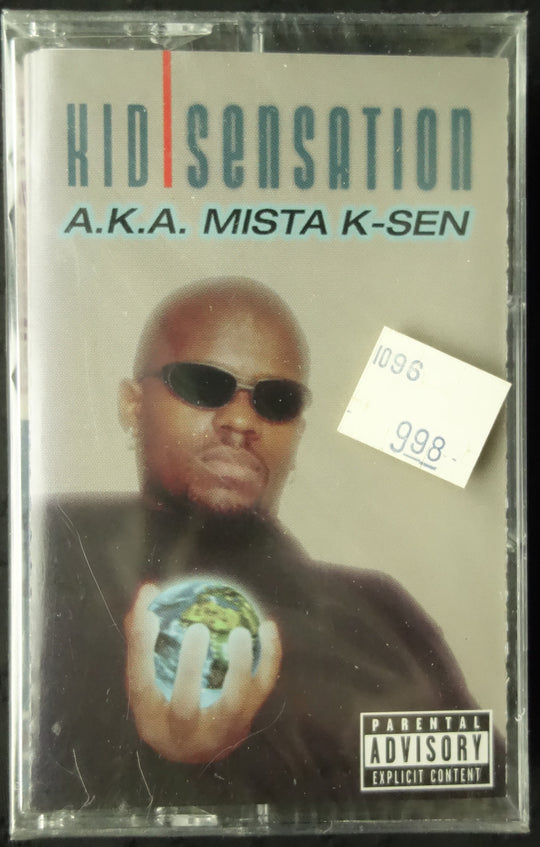 KID SENSATION
A.K.A. MISTA K-SEN
1096
998
PARENTAL
ADVISORY
EXPLICIT CONTENT